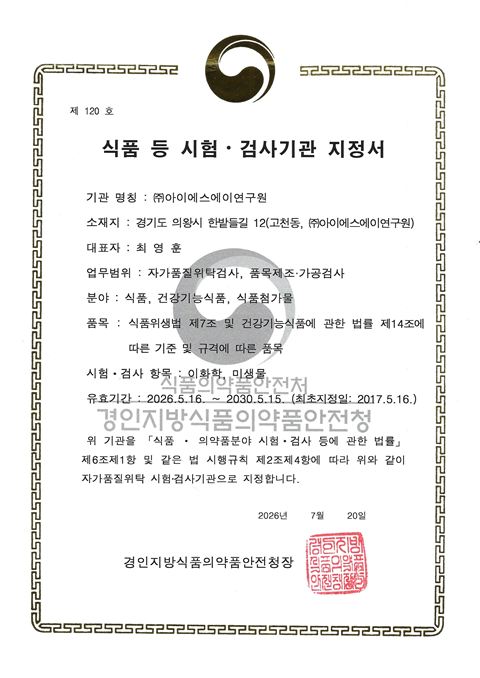 제 120 호
식품 등 시험·검사기관 지정서
기관 명칭 : ㈜아이에스에이연구원
소재지 : 경기도 의왕시 한밭들길 12(고천동, ㈜아이에스에이연구원)
대표자 : 최 영 훈
업무범위 : 자가품질위탁검사, 품목제조·가공검사
분야 : 식품, 건강기능식품, 식품첨가물
품목 : 식품위생법 제7조 및 건강기능식품에 관한 법률 제14조에
따른 기준 및 규격에 따른 품목
시험·검사 항목 : 이화학, 미생물
식품의약품안전처
유효기간 : 2026.5.16. ~ 2030.5.15. (최초지정일: 2017.5.16.)
경인지방식품의약품안전청
위 기관을 「식품 · 의약품분야 시험·검사 등에 관한 법률」
제6조제1항 및 같은 법 시행규칙 제2조제4항에 따라 위와 같이
자가품질위탁 시험·검사기관으로 지정합니다.
2026년 7월 20일
경인지방식품의약품안전청장